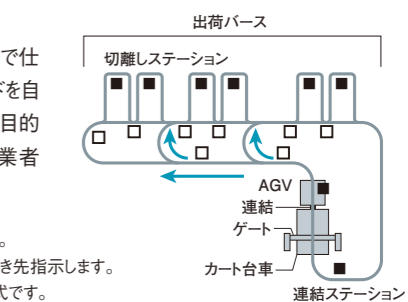 出荷バース
切離しステーション
で仕
ドを自
目的
業者
AGV
連結
ゲート
カート台車
連結ステーション
。
き先指示します。
式です。